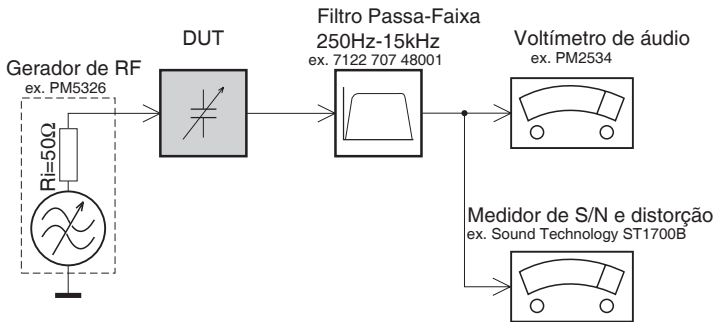 Gerador de RF
ex. PM5326
Ri=50Ω
DUT
Filtro Passa-Faixa
250Hz-15kHz
ex. 7122 707 48001
Voltímetro de áudio
ex. PM2534
Medidor de S/N e distorção
ex. Sound Technology ST1700B